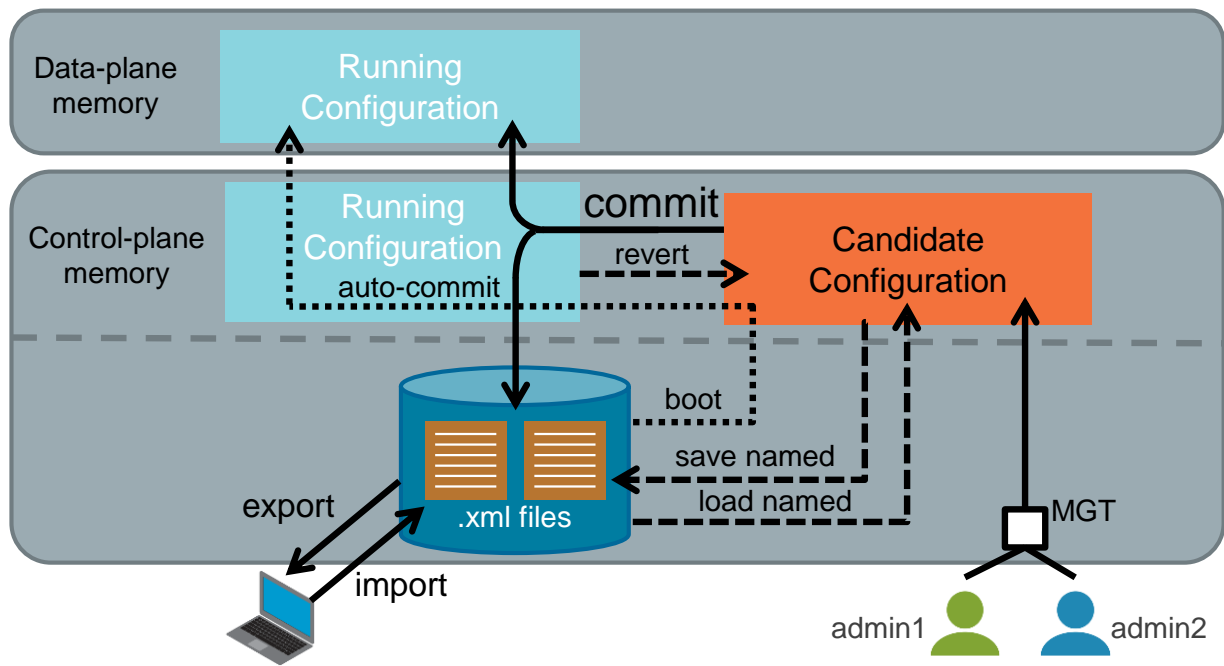 Data-plane
memory
Running
Configuration
Control-plane
memory
Running
Configuration
commit
revert
Candidate
Configuration
auto-commit
boot
save named
load named
.xml files
export
import
MGT
admin1
admin2